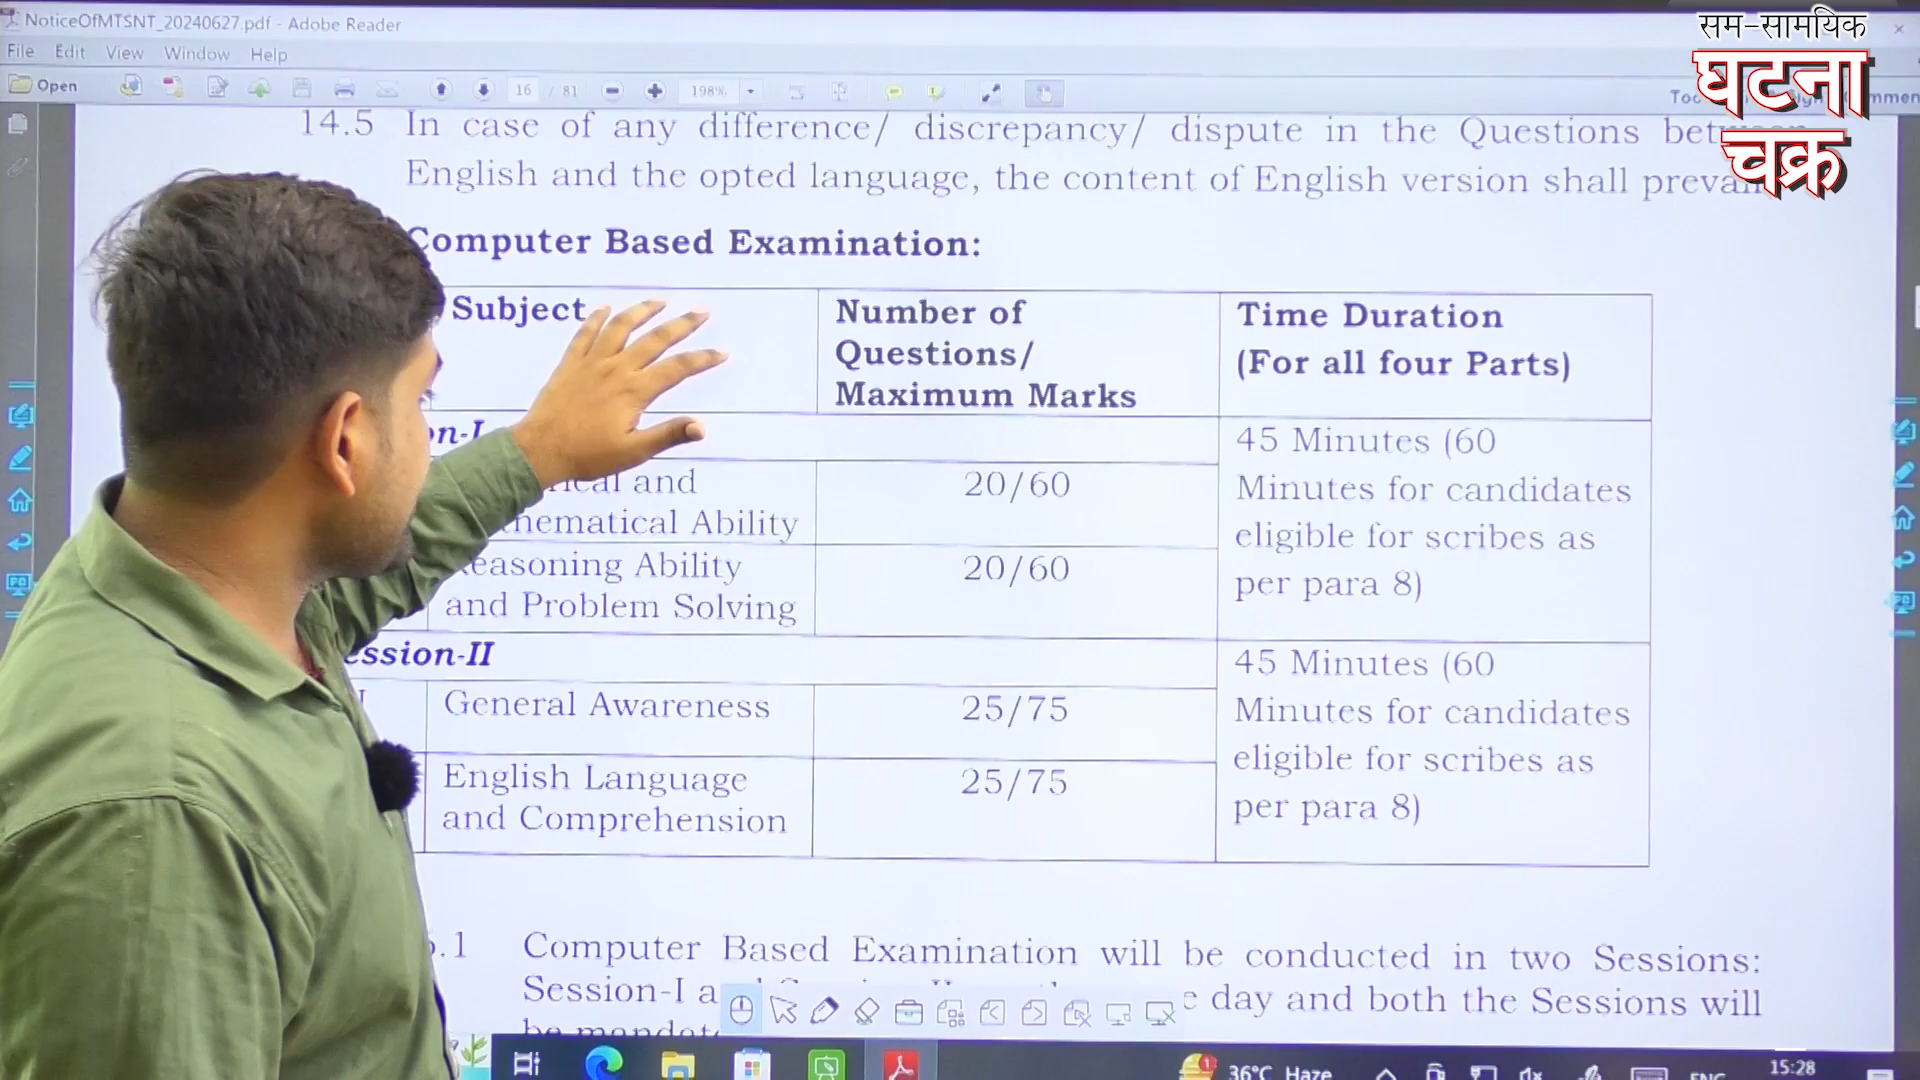 NoticeOfMTSNT_20240627.pdf - Adobe Reader
सम-सामयिक
घटना
चक्र
File Edit View Window Help
Open 16 / 81 198%
14.5 In case of any difference/ discrepancy/ dispute in the Questions
English and the opted language, the content of English version shall
Computer Based Examination:
Subject
Number of
Questions/
Maximum Marks
Time Duration
(For all four Parts)
and
Ability
20/60
45 Minutes (60
Minutes for candidates
eligible for scribes as
per para 8)
Reasoning Ability
and Problem Solving
20/60
Session-II
General Awareness
25/75
45 Minutes (60
Minutes for candidates
eligible for scribes as
per para 8)
English Language
and Comprehension
25/75
.1 Computer Based Examination will be conducted in two Sessions:
Session-I day and both the Sessions will
be
36°C Haze ENG 15:28